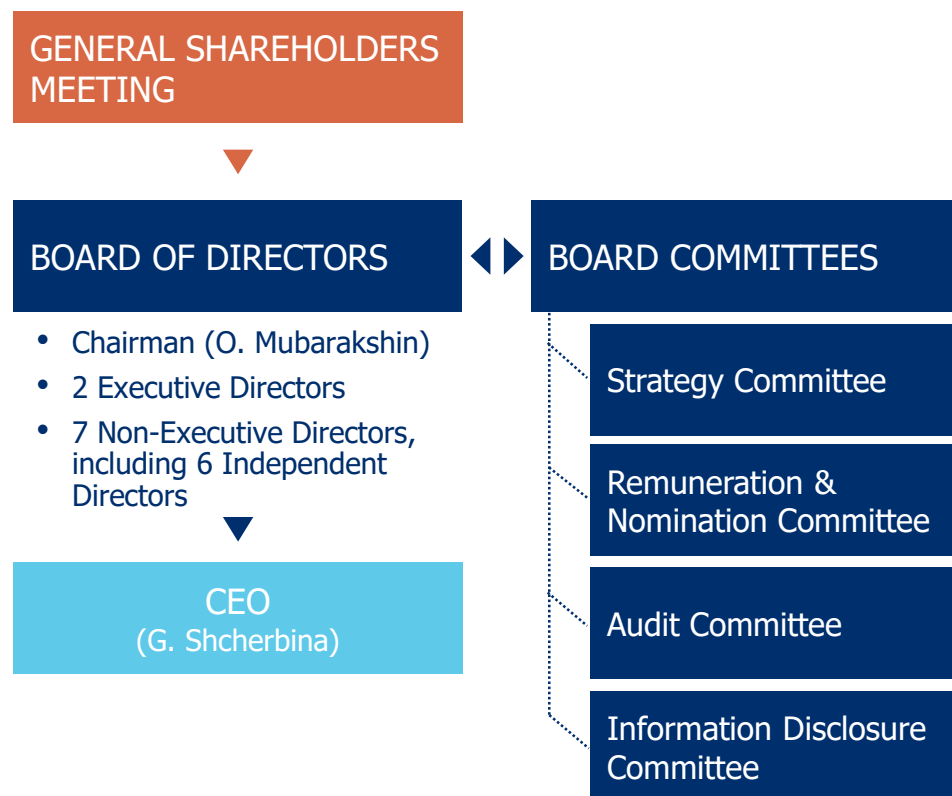 GENERAL SHAREHOLDERS
MEETING
BOARD OF DIRECTORS
• Chairman (O. Mubarakshin)
• 2 Executive Directors
• 7 Non-Executive Directors,
including 6 Independent
Directors
CEO
(G. Shcherbina)
BOARD COMMITTEES
Strategy Committee
Remuneration &
Nomination Committee
Audit Committee
Information Disclosure
Committee